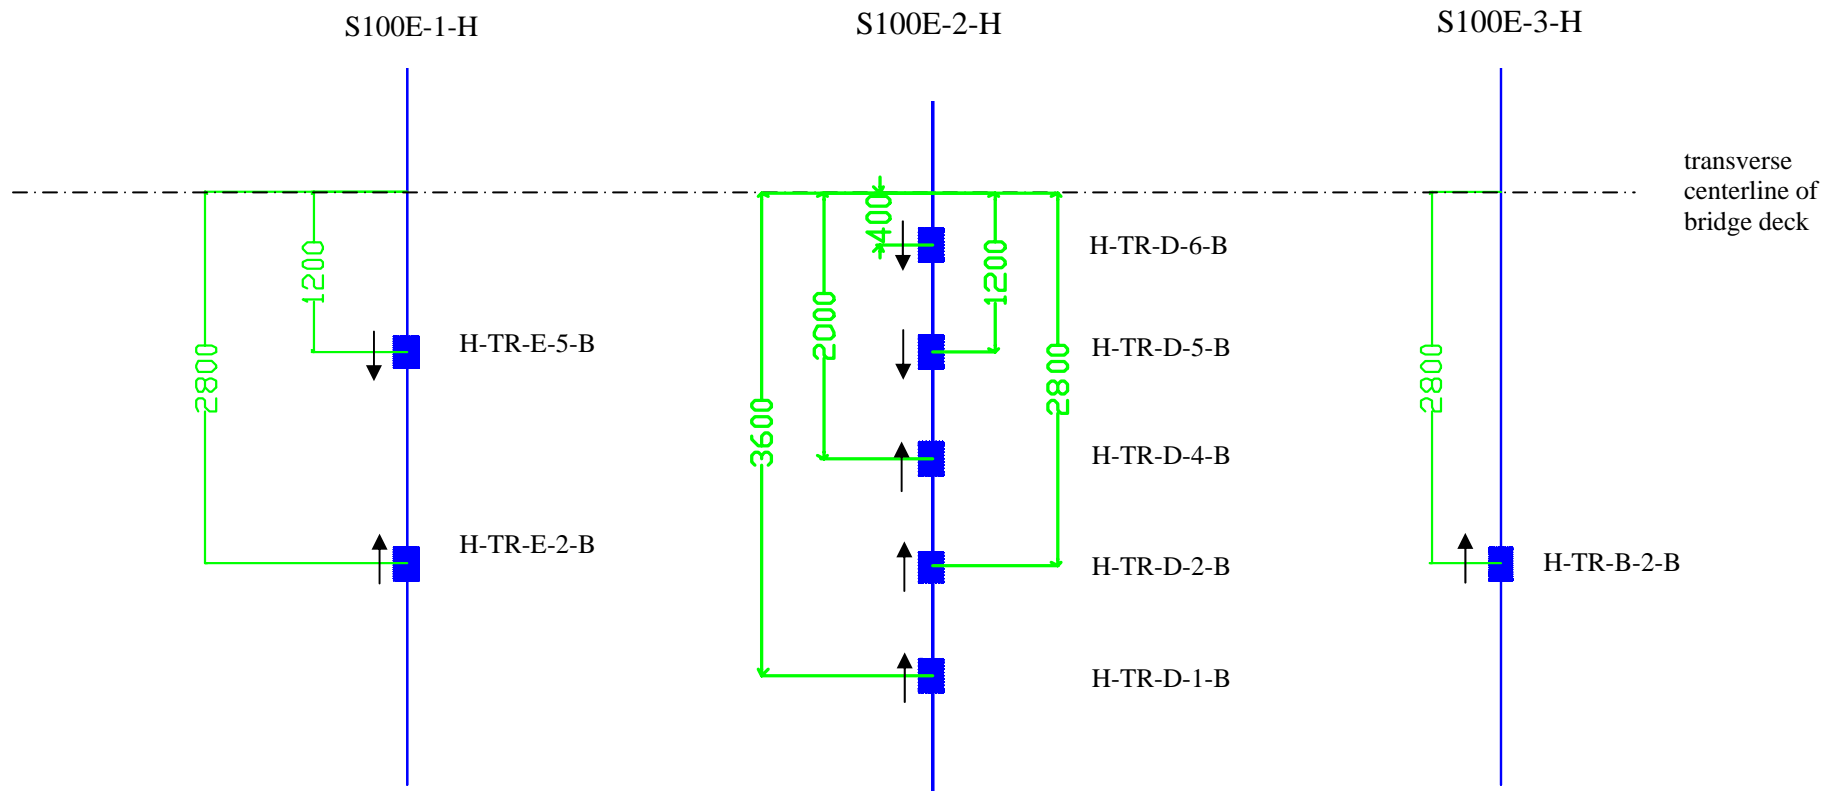 S100E-1-H
S100E-2-H
S100E-3-H
transverse
centerline of
bridge deck
400
H-TR-D-6-B
1200
1200
2000
H-TR-E-5-B
H-TR-D-5-B
2800
2800
2800
3600
H-TR-D-4-B
H-TR-E-2-B
H-TR-D-2-B
H-TR-B-2-B
H-TR-D-1-B